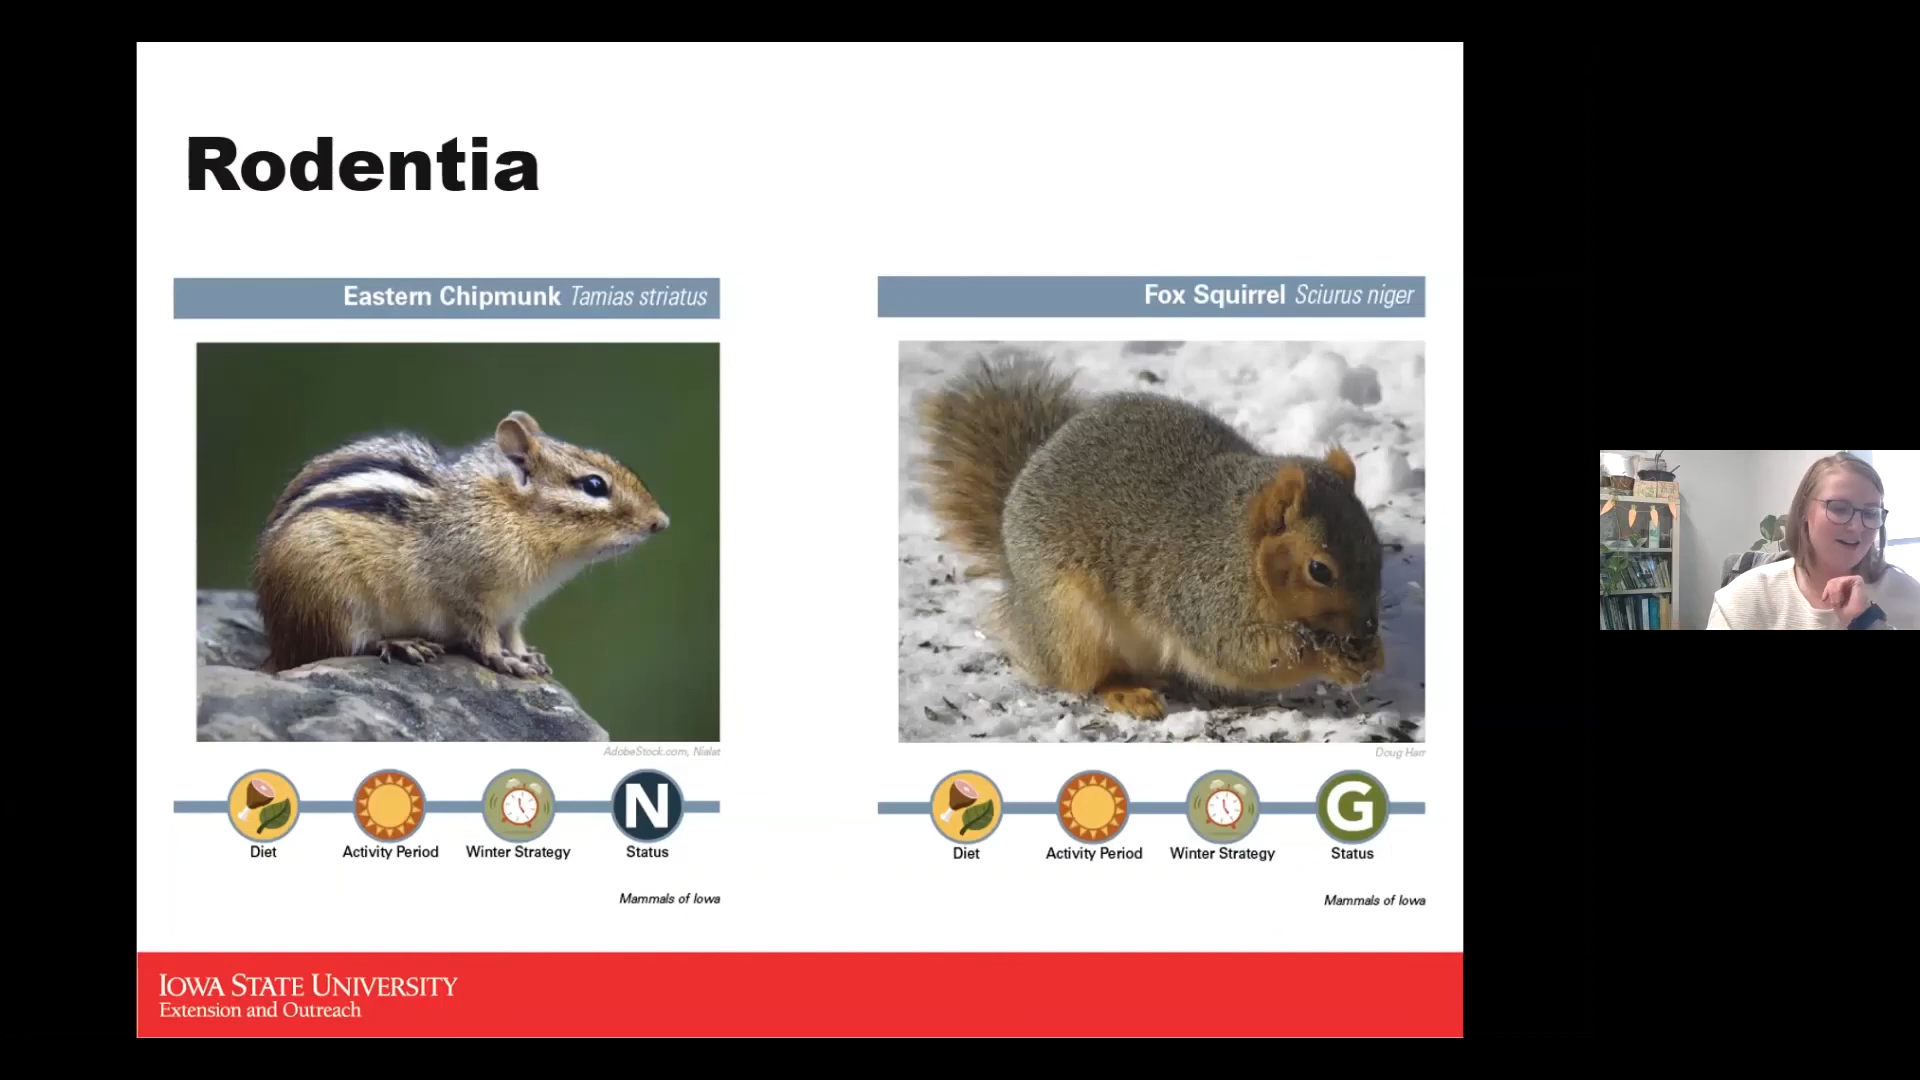 Rodentia
Eastern Chipmunk Tamias striatus
AdobeStock.com, Nialat
Diet
Activity Period
Winter Strategy
N
Status
Mammals of Iowa
Fox Squirrel Sciurus niger
Doug Harr
Diet
Activity Period
Winter Strategy
G
Status
Mammals of Iowa
IOWA STATE UNIVERSITY
Extension and Outreach